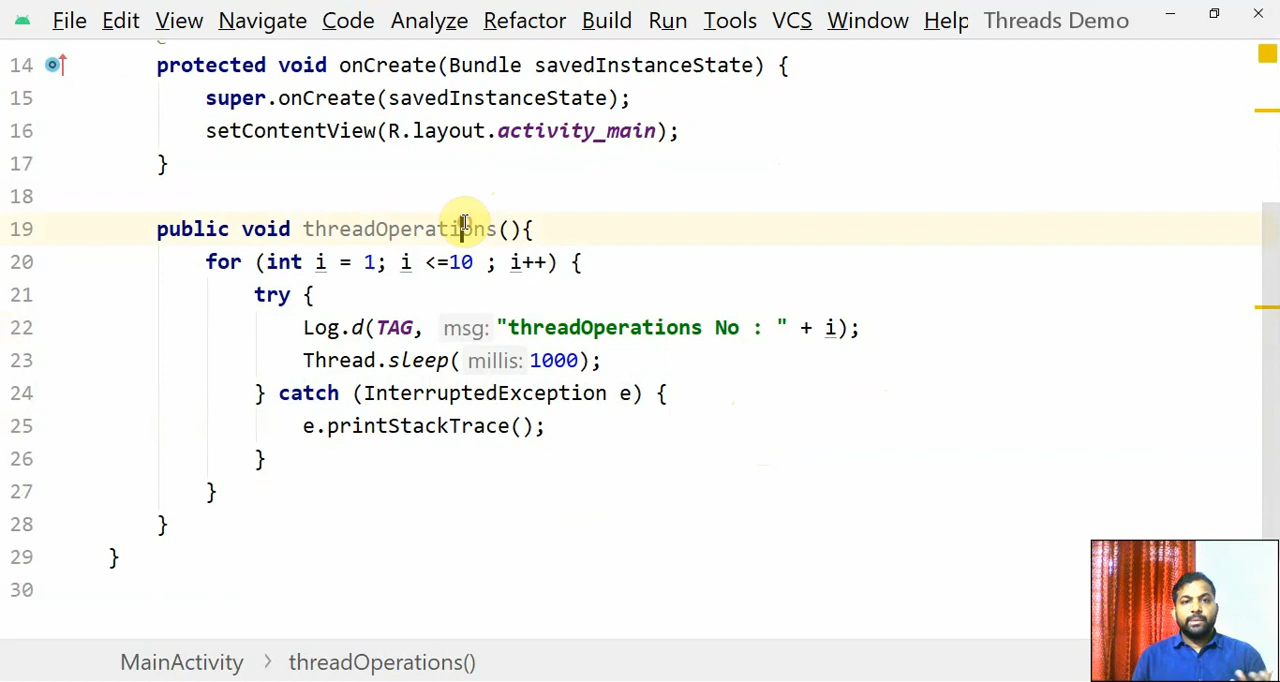 File Edit View Navigate Code Analyze Refactor Build Run Tools VCS Window Help Threads Demo
14 protected void onCreate(Bundle savedInstanceState) {
15 super.onCreate(savedInstanceState);
16 setContentView(R.layout.activity_main);
17 }
18
19 public void threadOperations(){
20 for (int i = 1; i <=10 ; i++) {
21 try {
22 Log.d(TAG, msg: "threadOperations No : " + i);
23 Thread.sleep( millis: 1000);
24 } catch (InterruptedException e) {
25 e.printStackTrace();
26 }
27 }
28 }
29 }
30
MainActivity > threadOperations()